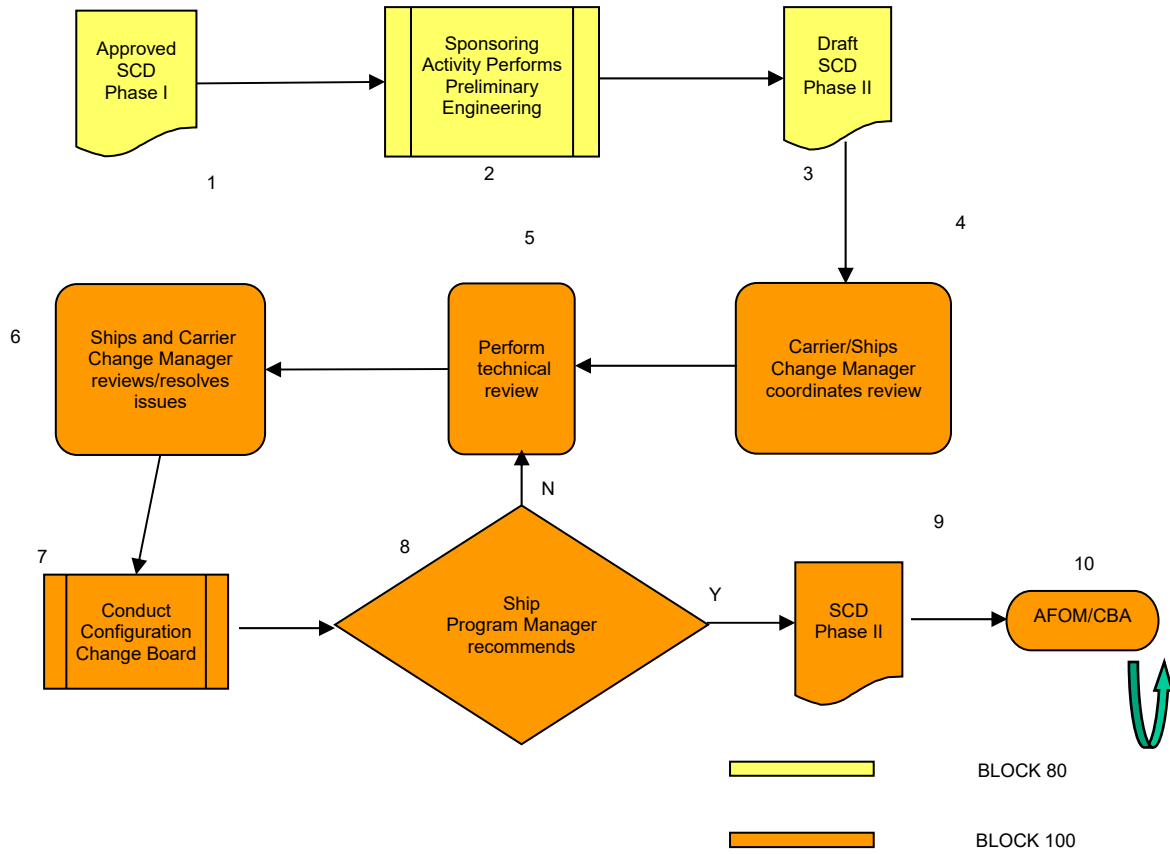 Approved
SCD
Phase I
Sponsoring
Activity Performs
Preliminary
Engineering
Draft
SCD
Phase II
1
2
3
4
5
6
Ships and Carrier
Change Manager
reviews/resolves
issues
Perform
technical
review
Carrier/Ships
Change Manager
coordinates review
N
7
8
9
10
Conduct
Configuration
Change Board
Ship
Program Manager
recommends
Y
SCD
Phase II
AFOM/CBA
BLOCK 80
BLOCK 100